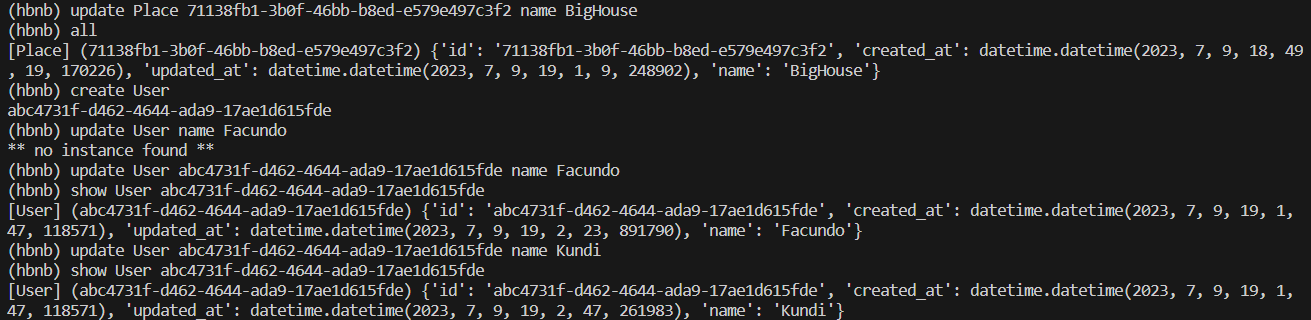 (hbnb) update Place 71138fb1-3b0f-46bb-b8ed-e579e497c3f2 name BigHouse
(hbnb) all
[Place] (71138fb1-3b0f-46bb-b8ed-e579e497c3f2) {'id': '71138fb1-3b0f-46bb-b8ed-e579e497c3f2', 'created_at': datetime.datetime(2023, 7, 9, 18, 49
, 19, 170226), 'updated_at': datetime.datetime(2023, 7, 9, 19, 1, 9, 248902), 'name': 'BigHouse'}
(hbnb) create User
abc4731f-d462-4644-ada9-17ae1d615fde
(hbnb) update User name Facundo
** no instance found **
(hbnb) update User abc4731f-d462-4644-ada9-17ae1d615fde name Facundo
(hbnb) show User abc4731f-d462-4644-ada9-17ae1d615fde
[User] (abc4731f-d462-4644-ada9-17ae1d615fde) {'id': 'abc4731f-d462-4644-ada9-17ae1d615fde', 'created_at': datetime.datetime(2023, 7, 9, 19, 1,
47, 118571), 'updated_at': datetime.datetime(2023, 7, 9, 19, 2, 23, 891790), 'name': 'Facundo'}
(hbnb) update User abc4731f-d462-4644-ada9-17ae1d615fde name Kundi
(hbnb) show User abc4731f-d462-4644-ada9-17ae1d615fde
[User] (abc4731f-d462-4644-ada9-17ae1d615fde) {'id': 'abc4731f-d462-4644-ada9-17ae1d615fde', 'created_at': datetime.datetime(2023, 7, 9, 19, 1,
47, 118571), 'updated_at': datetime.datetime(2023, 7, 9, 19, 2, 47, 261983), 'name': 'Kundi'}